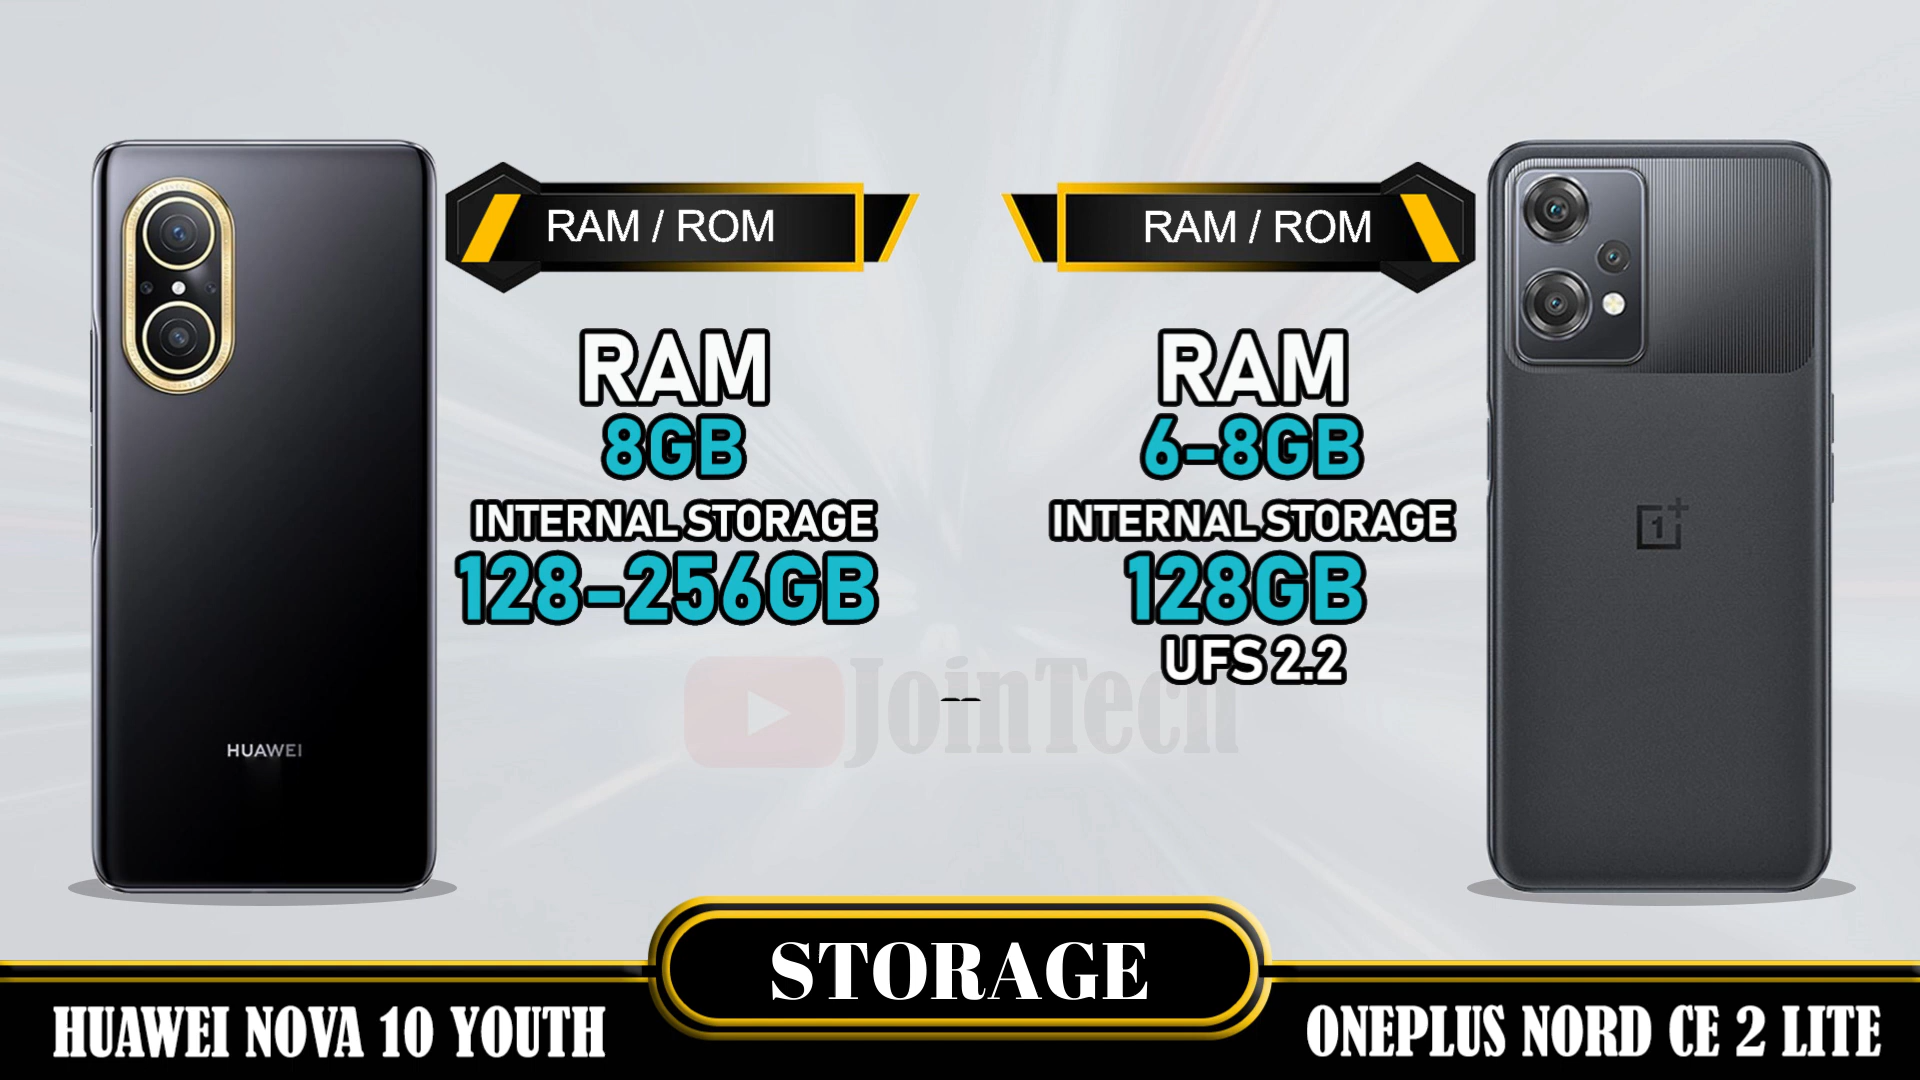 RAM / ROM
RAM
8GB
INTERNAL STORAGE
128-256GB
RAM / ROM
RAM
6-8GB
INTERNAL STORAGE
128GB
UFS 2.2
JoinTech
HUAWEI
1+
STORAGE
HUAWEI NOVA 10 YOUTH
ONEPLUS NORD CE 2 LITE